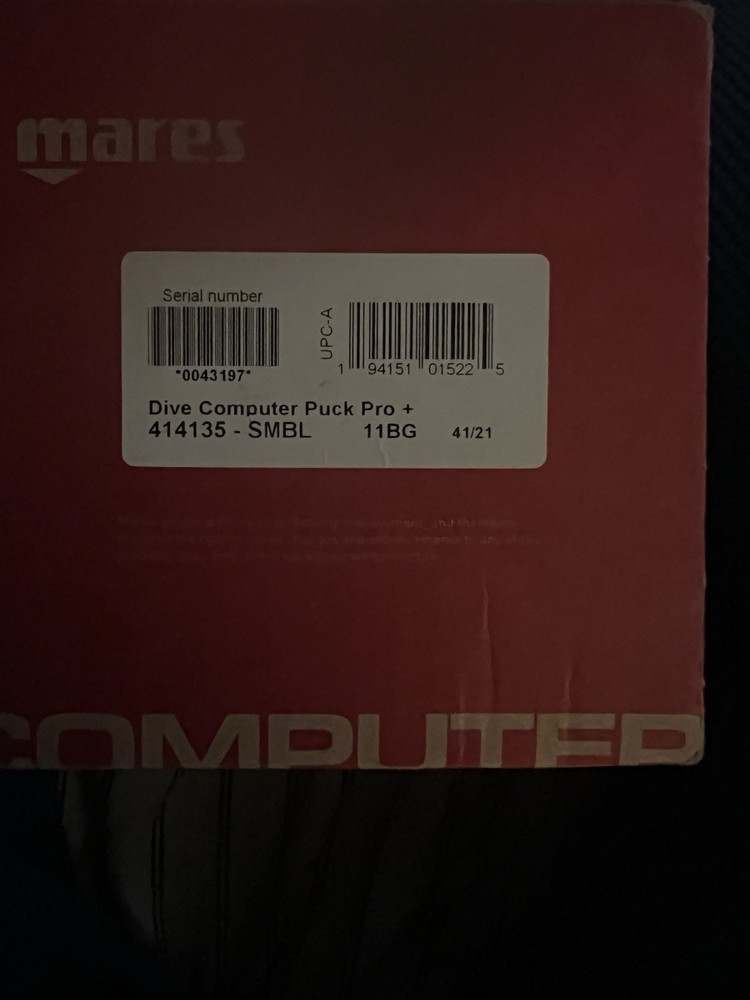 mares
Serial number
*0043197*
UPC-A
1 94151 01522 5
Dive Computer Puck Pro +
414135 - SMBL 11BG 41/21
COMPUTER